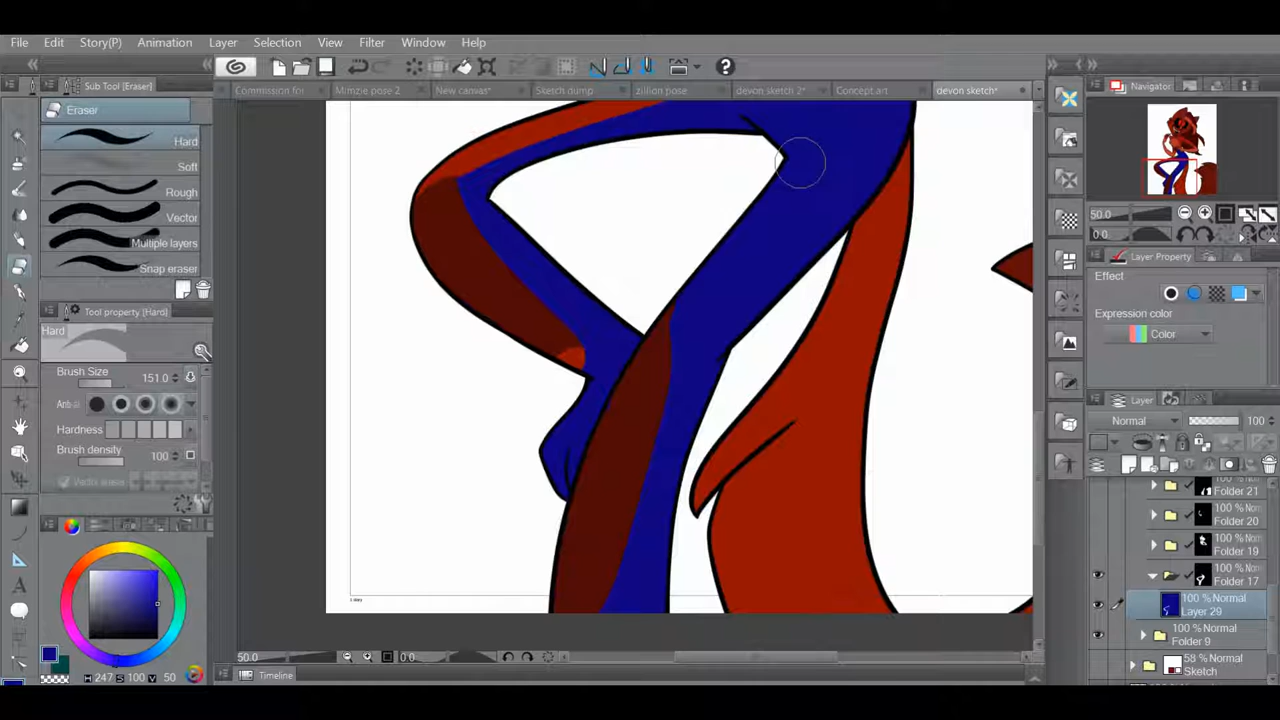 File Edit Story(P) Animation Layer Selection View Filter Window Help
Sub Tool [Eraser]
Commission for Mimzie pose 2 New canvas* Sketch dump zillion pose devon sketch 2* Concept art devon sketch*
Navigator
Eraser
Hard
Soft
Rough
Vector
Multiple layers
Snap eraser
50.0
0.0
Layer Property
Effect
Expression color
Color
Tool property [Hard]
Hard
Brush Size 151.0
Hardness
Brush density 100
Layer
Normal 100
Folder 21
100 % Norm
Folder 20
100 % Norm
Folder 19
100 % Norm
Folder 17
100 % Normal
Layer 29
100 % Normal
Folder 9
58 % Normal
Sketch
50.0 0.0
Timeline
H 247 S 100 V 50